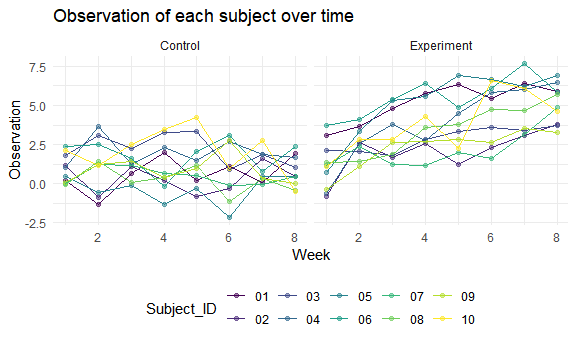 Observation of each subject over time
Control Experiment
7.5
5.0
2.5
0.0
-2.5
Observation
2 4 6 8 2 4 6 8
Week
Subject_ID
01 03 05 07 09
02 04 06 08 10